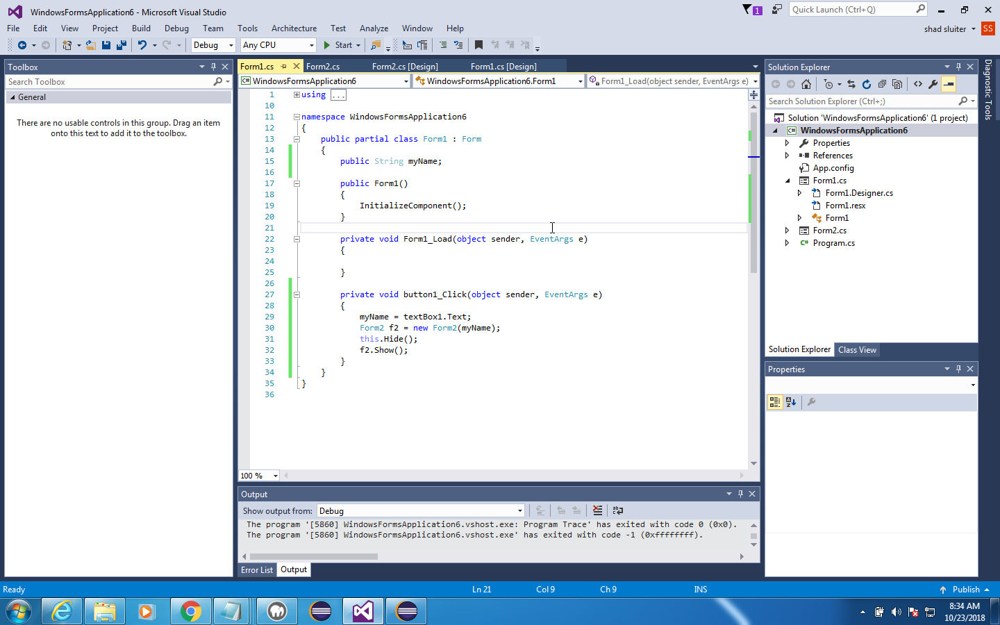 WindowsFormsApplication6 - Microsoft Visual Studio
1
Quick Launch (Ctrl+Q)
File Edit View Project Build Debug Team Tools Architecture Test Analyze Window Help
shad sluiter
SS
Debug
Any CPU
Start
Toolbox
Search Toolbox
General
There are no usable controls in this group. Drag an item
onto this text to add it to the toolbox.
Form1.cs
Form2.cs
Form2.cs [Design]
Form1.cs [Design]
WindowsFormsApplication6
WindowsFormsApplication6.Form1
Form1_Load(object sender, EventArgs e)
1 using ...
10
11 namespace WindowsFormsApplication6
12 {
13 public partial class Form1 : Form
14 {
15 public String myName;
16
17 public Form1()
18 {
19 InitializeComponent();
20 }
21
22 private void Form1_Load(object sender, EventArgs e)
23 {
24
25 }
26
27 private void button1_Click(object sender, EventArgs e)
28 {
29 myName = textBox1.Text;
30 Form2 f2 = new Form2(myName);
31 this.Hide();
32 f2.Show();
33 }
34 }
35 }
36
100 %
Output
Show output from: Debug
The program '[5860] WindowsFormsApplication6.vshost.exe: Program Trace' has exited with code 0 (0x0).
The program '[5860] WindowsFormsApplication6.vshost.exe' has exited with code -1 (0xffffffff).
Error List
Output
Solution Explorer
Search Solution Explorer (Ctrl+;)
Solution 'WindowsFormsApplication6' (1 project)
C# WindowsFormsApplication6
Properties
References
App.config
Form1.cs
Form1.Designer.cs
Form1.resx
Form1
Form2.cs
C# Program.cs
Solution Explorer
Class View
Properties
Diagnostic Tools
Ready
Ln 21
Col 9
Ch 9
INS
Publish
8:34 AM
10/23/2018